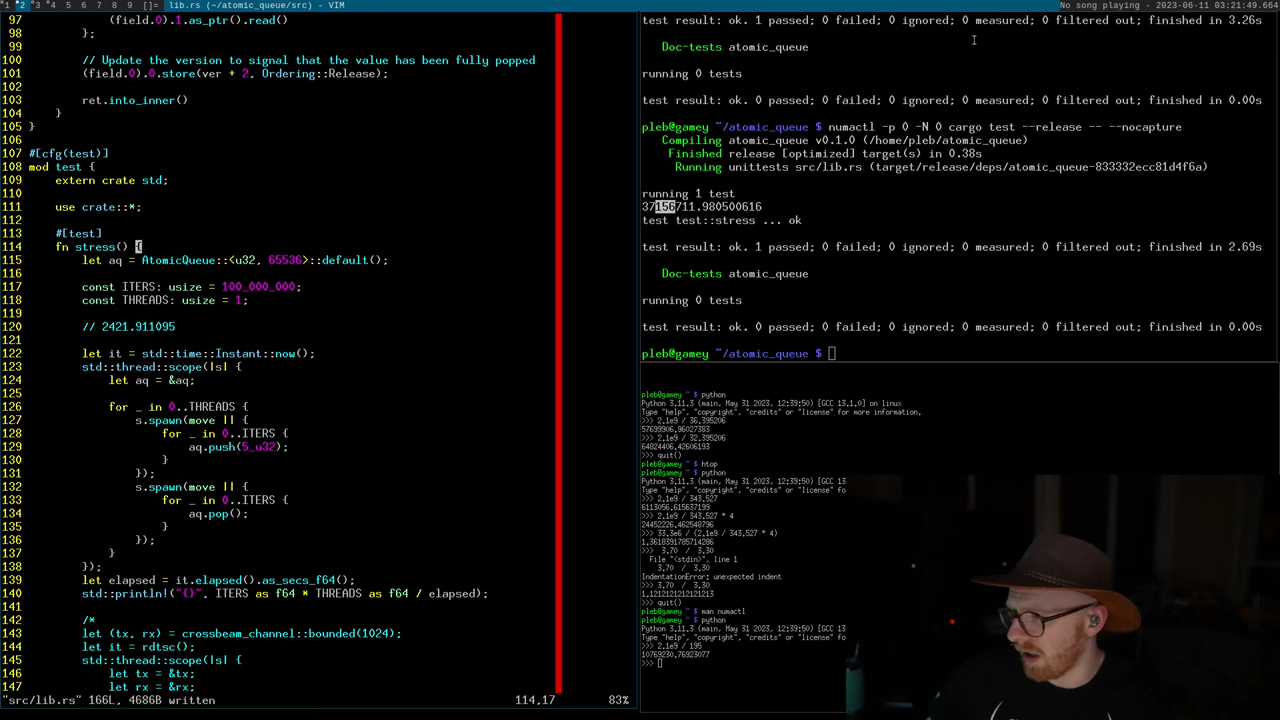 1 2 3 4 5 6 7 8 9 []= lib.rs (~/atomic_queue/src) - VIM No song playing - 2023-06-11 03:21:49.664
97 (field.0).1.as_ptr().read()
98 };
99
100 // Update the version to signal that the value has been fully popped
101 (field.0).0.store(ver + 2, Ordering::Release);
102
103 ret.into_inner()
104 }
105 }
106
107 #[cfg(test)]
108 mod test {
109 extern crate std;
110
111 use crate::*;
112
113 #[test]
114 fn stress() {
115 let aq = AtomicQueue::<u32, 65536>::default();
116
117 const ITERS: usize = 100_000_000;
118 const THREADS: usize = 1;
119
120 // 2421.911095
121
122 let it = std::time::Instant::now();
123 std::thread::scope(|s| {
124 let aq = &aq;
125
126 for _ in 0..THREADS {
127 s.spawn(move || {
128 for _ in 0..ITERS {
129 aq.push(5_u32);
130 }
131 });
132 s.spawn(move || {
133 for _ in 0..ITERS {
134 aq.pop();
135 }
136 });
137 }
138 });
139 let elapsed = it.elapsed().as_secs_f64();
140 std::println!("{}", ITERS as f64 * THREADS as f64 / elapsed);
141
142 /*
143 let (tx, rx) = crossbeam_channel::bounded(1024);
144 let it = rdtsc();
145 std::thread::scope(|s| {
146 let tx = &tx;
147 let rx = &rx;
"src/lib.rs" 166L, 4686B written 114,17 83%
test result: ok. 1 passed; 0 failed; 0 ignored; 0 measured; 0 filtered out; finished in 3.26s
Doc-tests atomic_queue
running 0 tests
test result: ok. 0 passed; 0 failed; 0 ignored; 0 measured; 0 filtered out; finished in 0.00s
pleb@gamey ~/atomic_queue $ numactl -p 0 -N 0 cargo test --release -- --nocapture
Compiling atomic_queue v0.1.0 (/home/pleb/atomic_queue)
Finished release [optimized] target(s) in 0.38s
Running unittests src/lib.rs (target/release/deps/atomic_queue-833332ecc81d4f6a)
running 1 test
37156711.980500616
test test::stress ... ok
test result: ok. 1 passed; 0 failed; 0 ignored; 0 measured; 0 filtered out; finished in 2.69s
Doc-tests atomic_queue
running 0 tests
test result: ok. 0 passed; 0 failed; 0 ignored; 0 measured; 0 filtered out; finished in 0.00s
pleb@gamey ~/atomic_queue $
pleb@gamey ~ $ python
Python 3.11.3 (main, May 31 2023, 12:39:50) [GCC 13.1.0] on linux
Type "help", "copyright", "credits" or "license" for more information.
>>> 2.1e9 / 36.395206
57699906.96027383
>>> 2.1e9 / 32.395206
64824406.42606193
>>> quit()
pleb@gamey ~ $ htop
pleb@gamey ~ $ python
Python 3.11.3 (main, May 31 2023, 12:39:50) [GCC 13
Type "help", "copyright", "credits" or "license" fo
>>> 2.1e9 / 343.527
6113056.615637199
>>> 2.1e9 / 343.527 * 4
24452226.462548796
>>> 33.3e6 / (2.1e9 / 343.527 * 4)
1.3618391785714286
>>>  3.70 / 3.30
File "<stdin>", line 1
3.70 / 3.30
IndentationError: unexpected indent
>>> 3.70 / 3.30
1.1212121212121213
>>> quit()
pleb@gamey ~ $ man numactl
pleb@gamey ~ $ python
Python 3.11.3 (main, May 31 2023, 12:39:50) [GCC 13
Type "help", "copyright", "credits" or "license" fo
>>> 2.1e9 / 195
10769230.76923077
>>>